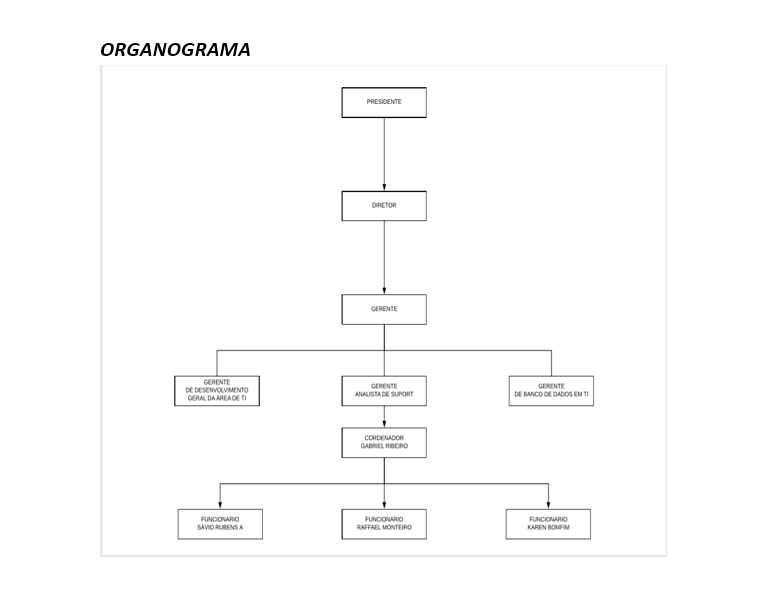 ORGANOGRAMA
PRESIDENTE
DIRETOR
GERENTE
GERENTE
DE DESENVOLVIMENTO
GERAL DA ÁREA DE TI
GERENTE
ANALISTA DE SUPORT
GERENTE
DE BANCO DE DADOS EM TI
CORDENADOR
GABRIEL RIBEIRO
FUNCIONARIO
SÁVIO RUBENS A
FUNCIONARIO
RAFFAEL MONTEIRO
FUNCIONARIO
KAREN BOMFIM